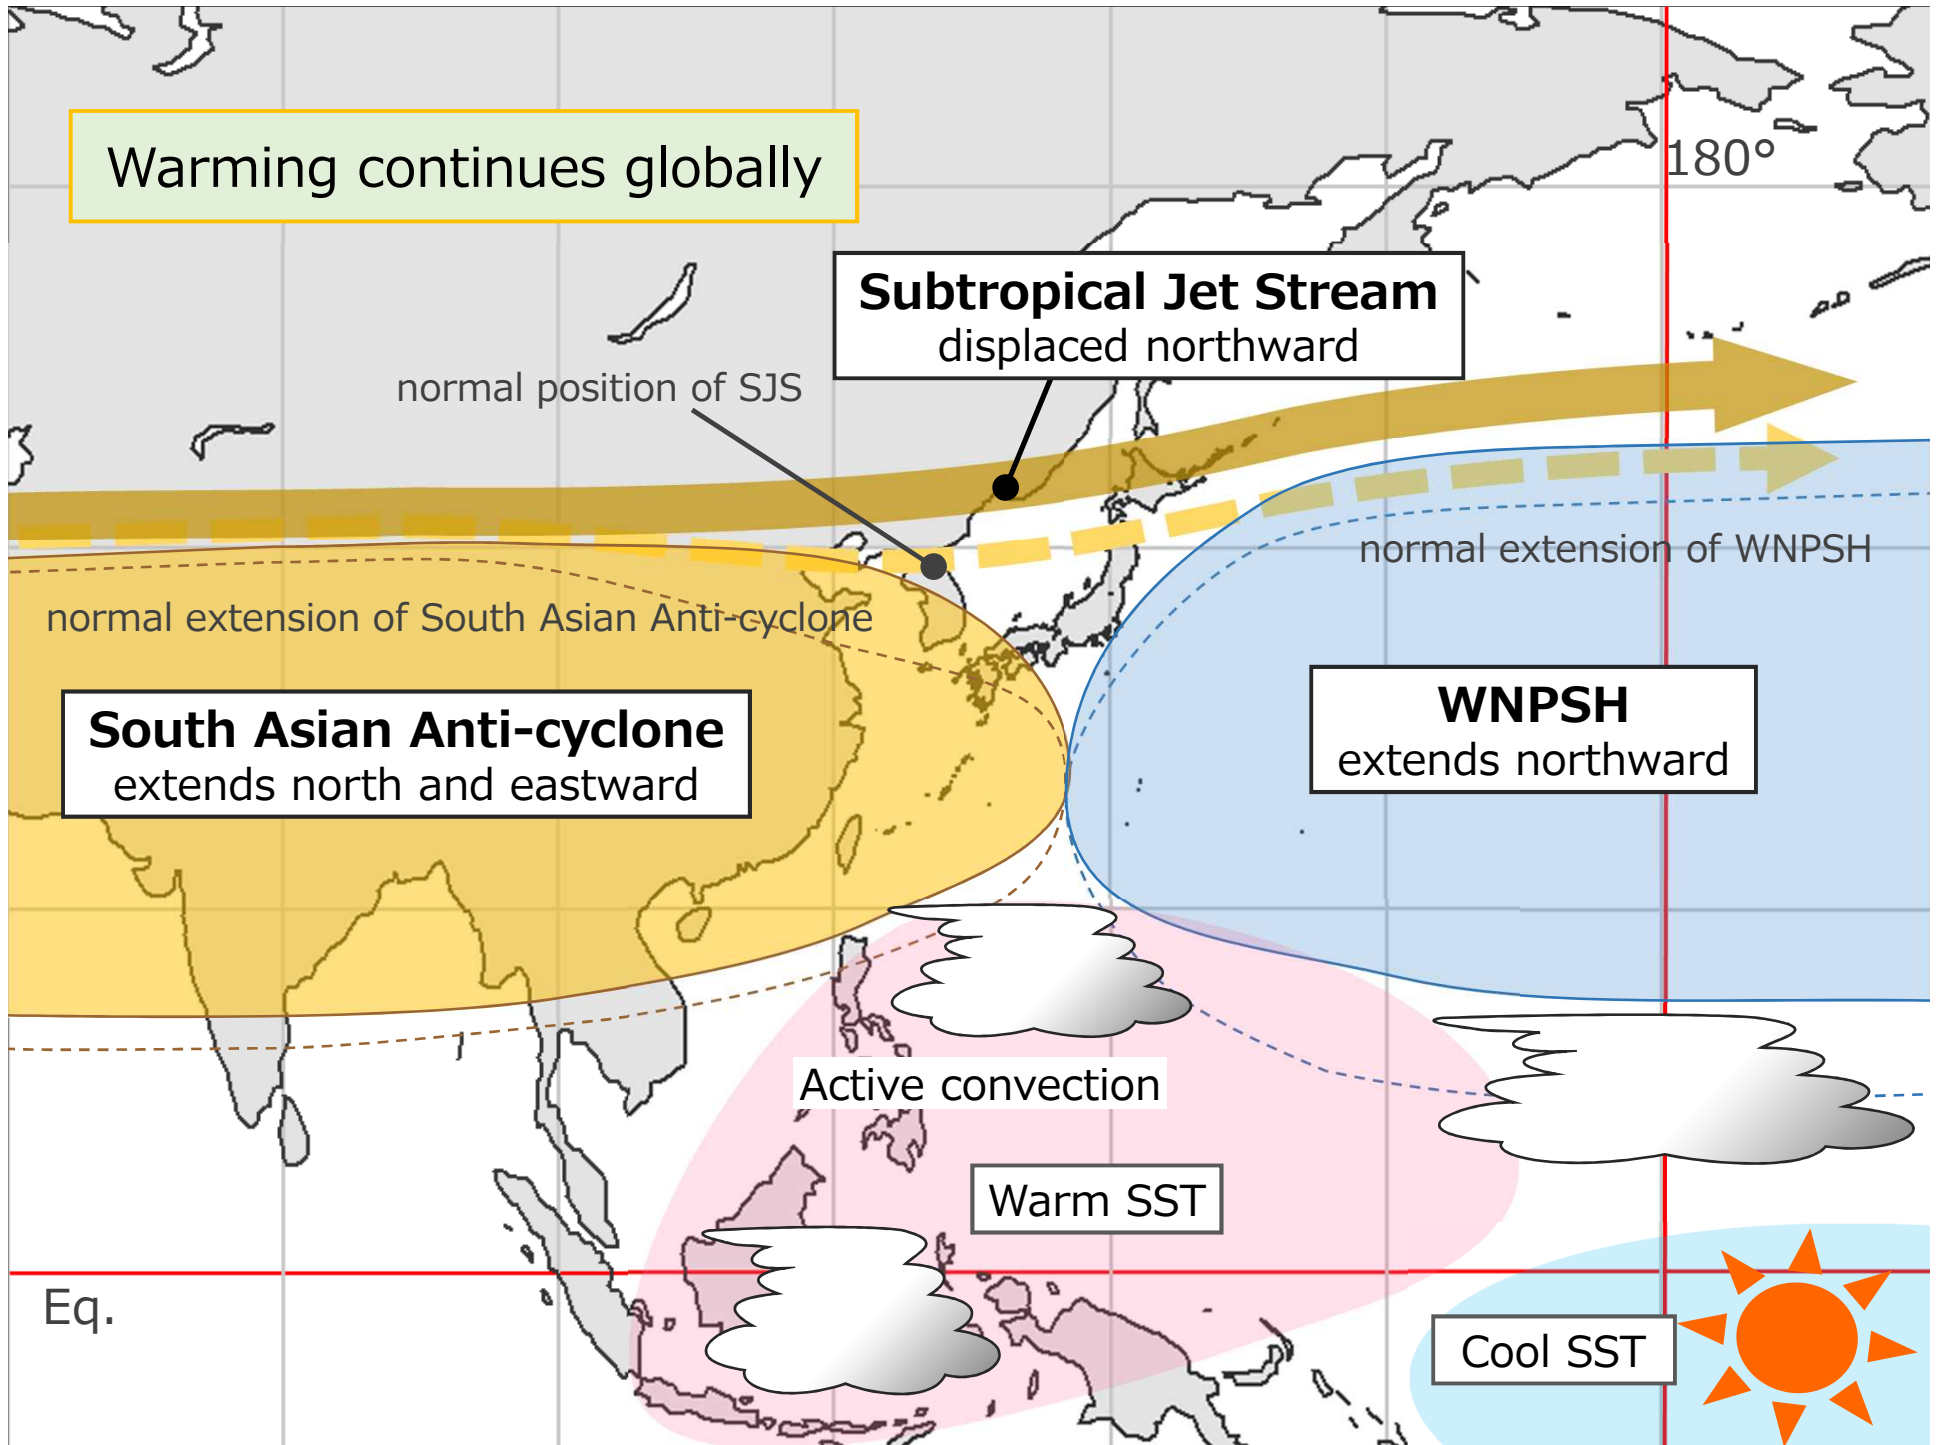 Warming continues globally
180°
Subtropical Jet Stream
displaced northward
normal position of SJS
normal extension of WNPSH
normal extension of South Asian Anti-cyclone
South Asian Anti-cyclone
extends north and eastward
WNPSH
extends northward
Active convection
Warm SST
Eq.
Cool SST